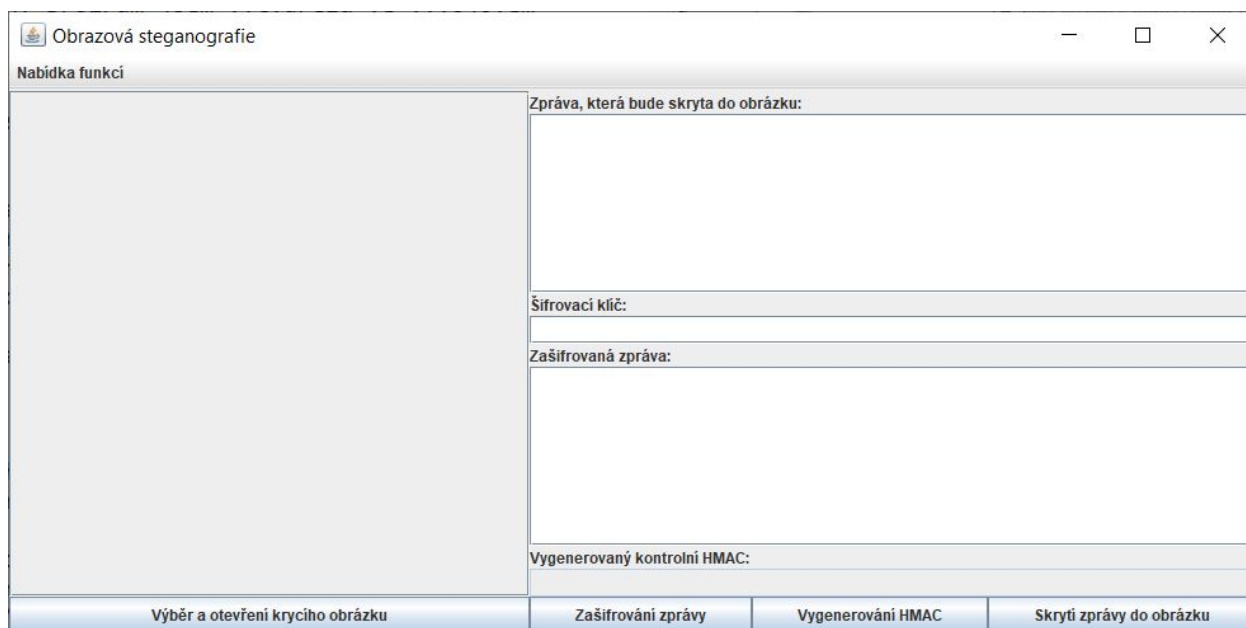 Obrazová steganografie
Nabídka funkcí
Zpráva, která bude skryta do obrázku:
Šifrovací klíč:
Zašifrovaná zpráva:
Vygenerovaný kontrolní HMAC:
Výběr a otevření krycího obrázku Zašifrování zprávy Vygenerování HMAC Skrytí zprávy do obrázku